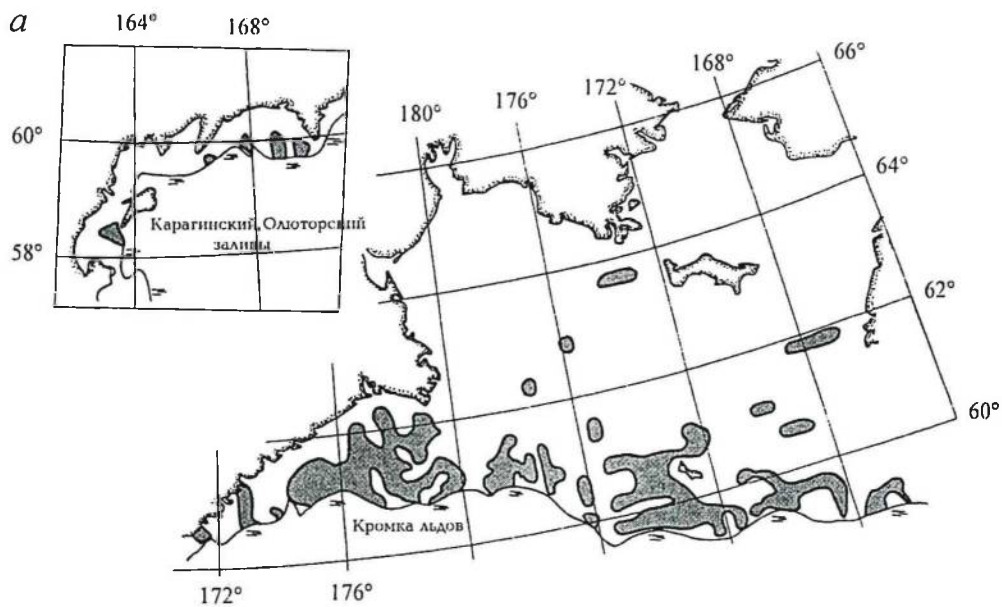 а
164° 168°
60°
58°
Карагинский, Олюторский
заливы
180° 176° 172° 168° 66°
64°
62°
60°
Кромка льдов
172° 176°